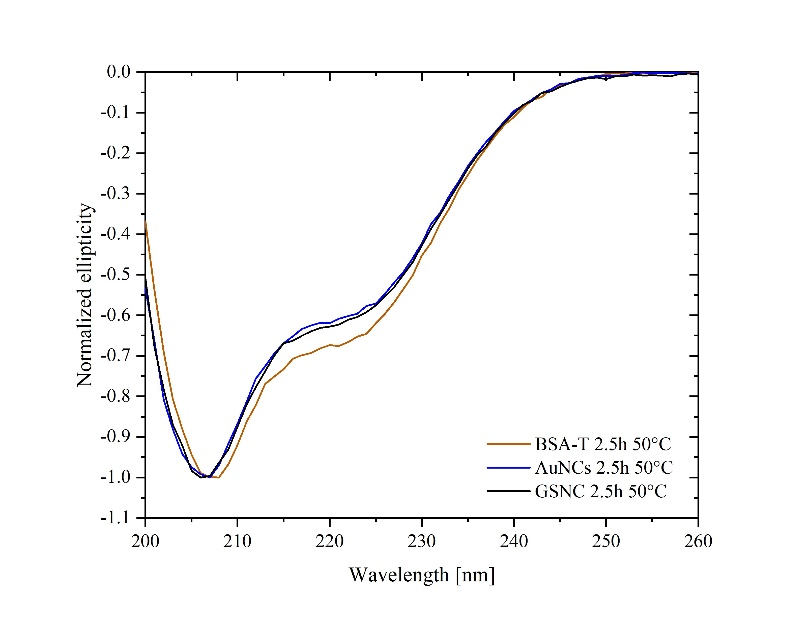 0.0
-0.1
-0.2
-0.3
-0.4
-0.5
-0.6
-0.7
-0.8
-0.9
-1.0
-1.1
Normalized ellipticity
BSA-T 2.5h 50°C
AuNCs 2.5h 50°C
GSNC 2.5h 50°C
200 210 220 230 240 250 260
Wavelength [nm]